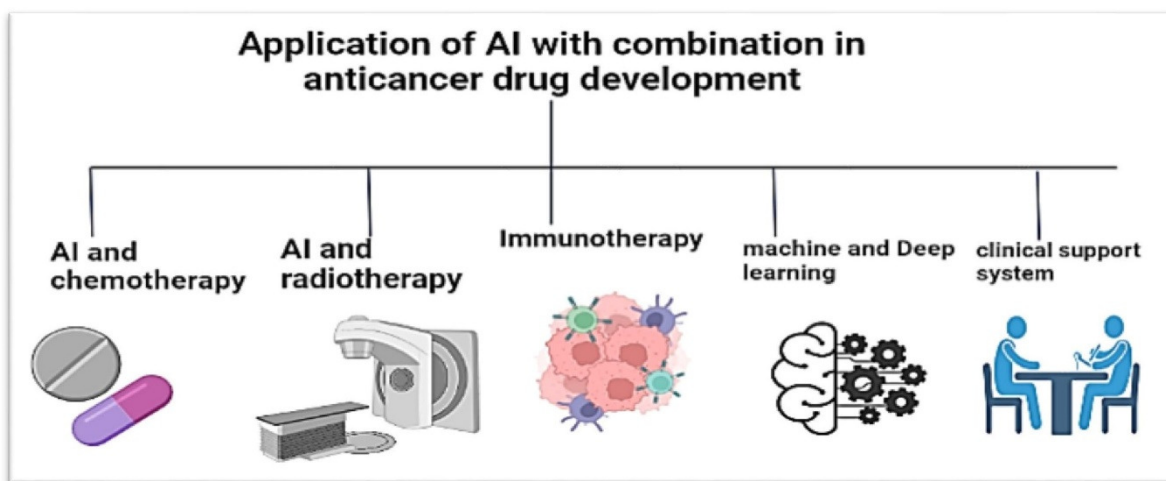 Application of AI with combination in
anticancer drug development
AI and
chemotherapy
AI and
radiotherapy
Immunotherapy
machine and Deep
learning
clinical support
system